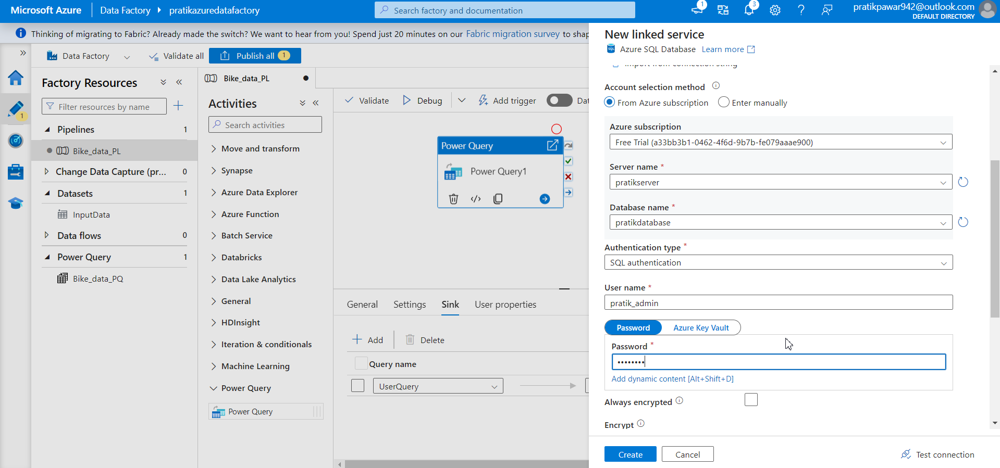 Microsoft Azure
Data Factory
pratikazuredatafactory
Search factory and documentation
1
3
pratikpawar942@outlook.com
DEFAULT DIRECTORY
Thinking of migrating to Fabric? Already made the switch? We want to hear from you! Spend just 20 minutes on our Fabric migration survey to shap
Data Factory
Validate all
Publish all 1
1
Factory Resources
Filter resources by name
Pipelines 1
Bike_data_PL
Change Data Capture (pr... 0
Datasets 1
InputData
Data flows 0
Power Query 1
Bike_data_PQ
Bike_data_PL
Activities
Search activities
Move and transform
Synapse
Azure Data Explorer
Azure Function
Batch Service
Databricks
Data Lake Analytics
General
HDInsight
Iteration & conditionals
Machine Learning
Power Query
Power Query
Validate
Debug
Add trigger
Dat
Power Query
Power Query1
General
Settings
Sink
User properties
Add
Delete
Query name
UserQuery
New linked service
SQL
Azure SQL Database Learn more
Import from connection string
Account selection method
From Azure subscription
Enter manually
Azure subscription
Free Trial (a33bb3b1-0462-4f6d-9b7b-fe079aaae900)
Server name *
pratikserver
Database name *
pratikdatabase
Authentication type *
SQL authentication
User name *
pratik_admin
Password
Azure Key Vault
Password *
••••••••
Add dynamic content [Alt+Shift+D]
Always encrypted
Encrypt
Create
Cancel
Test connection